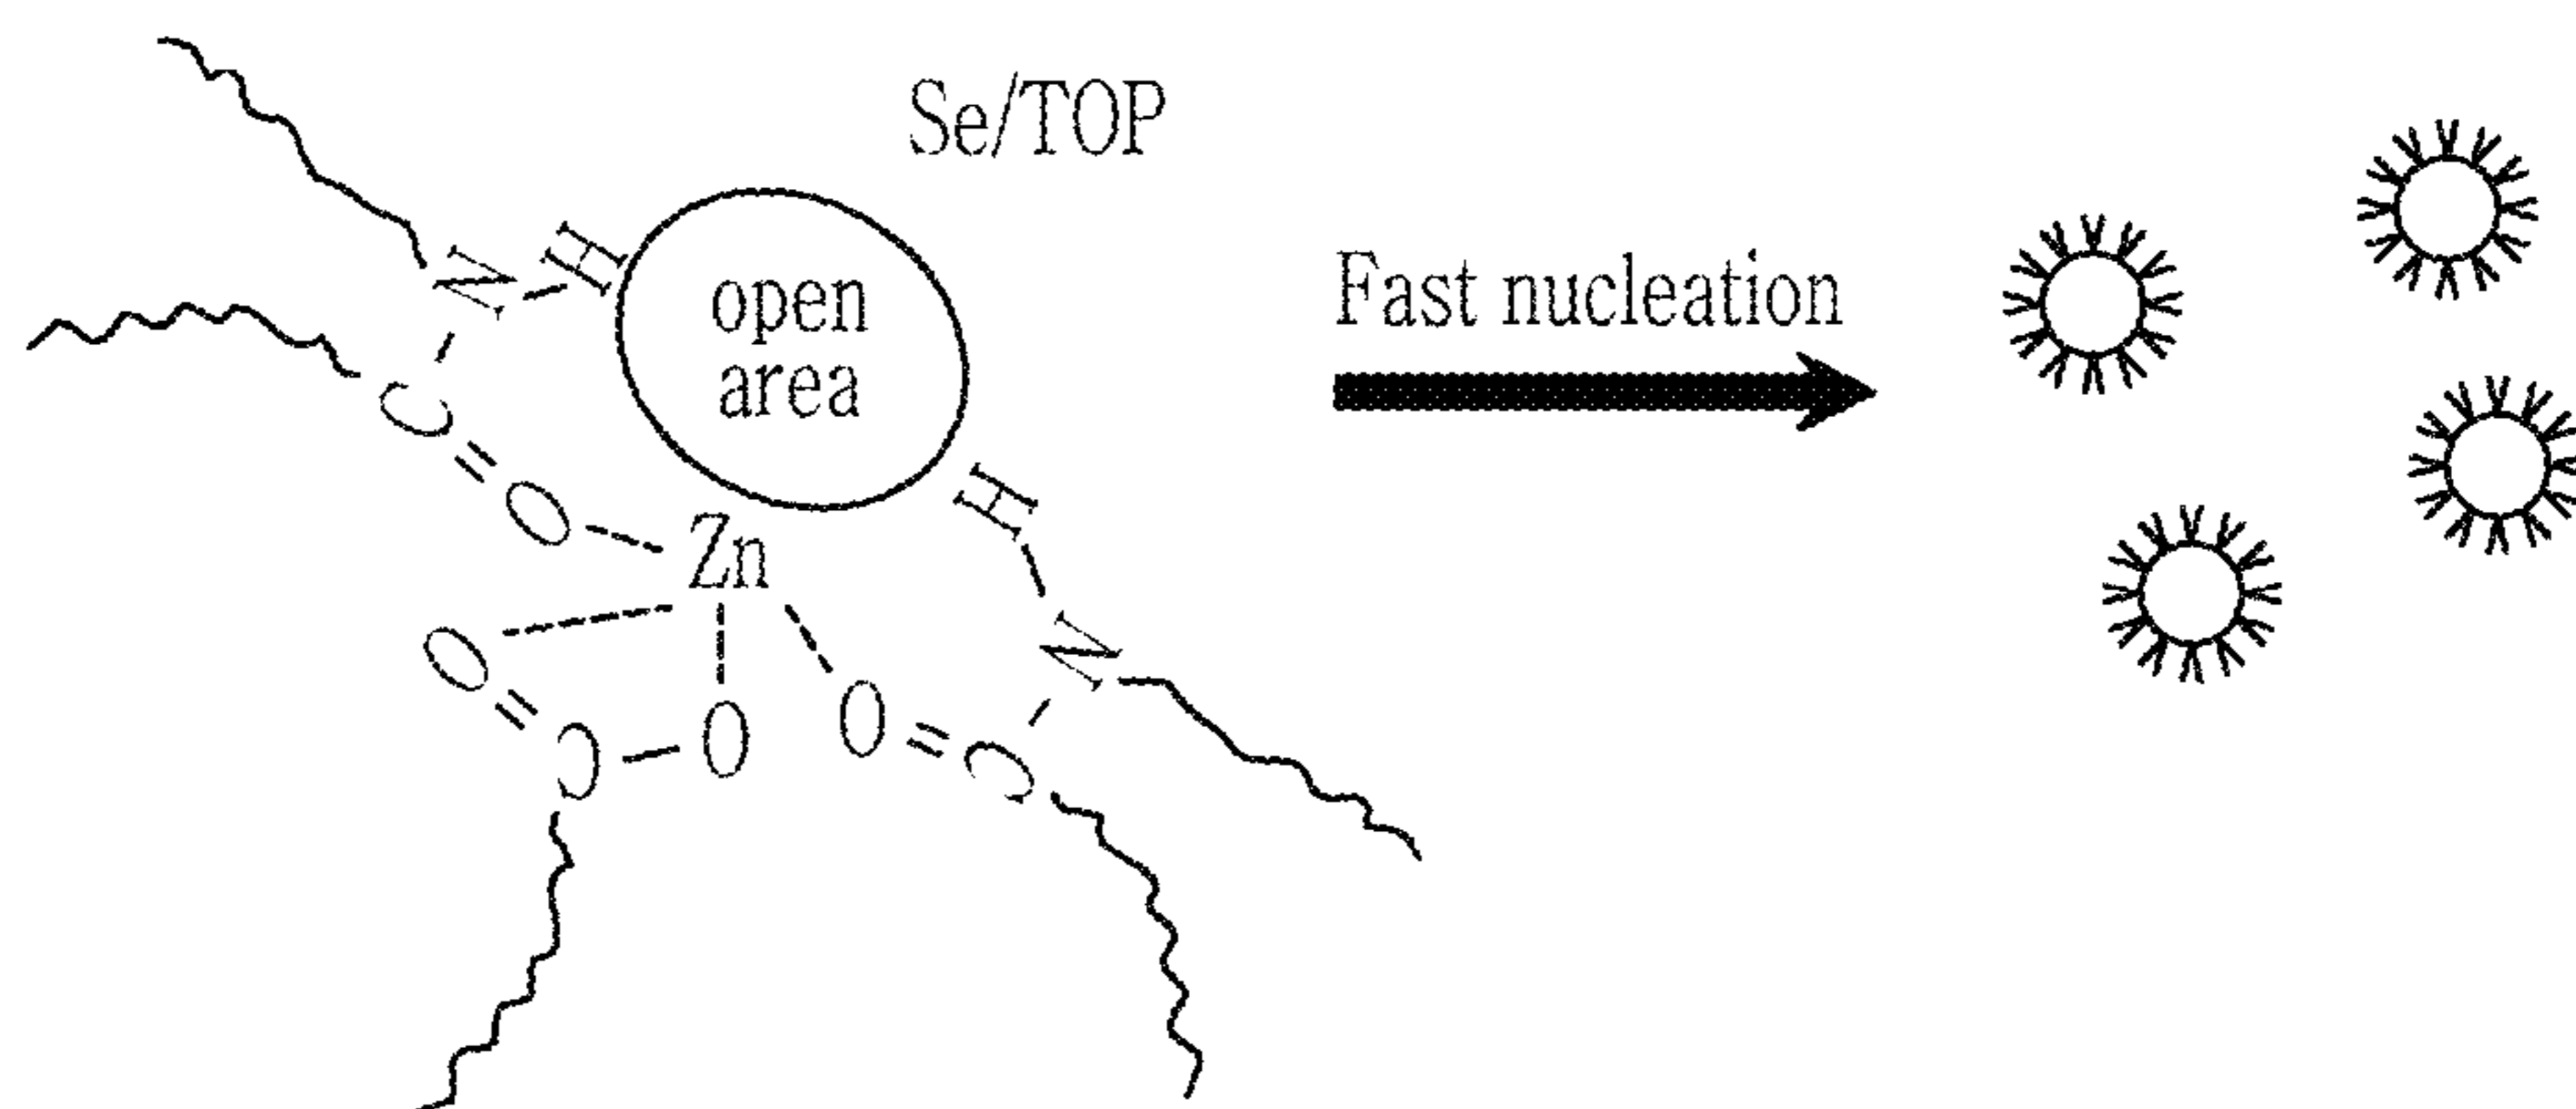 Se/TOP
N
H
open
area
Fast nucleation
C
=
O
H
Zn
N
O
=
C
O
O
=
C